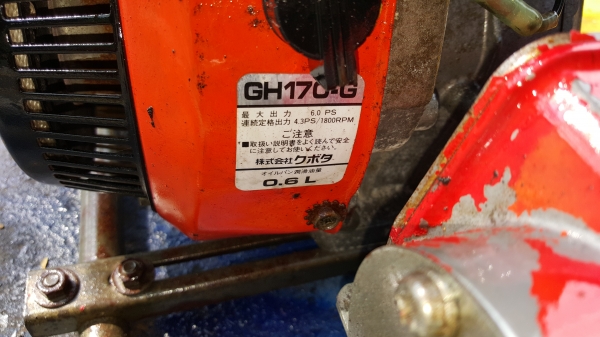 GH170-G
最大出力 6.0 PS
連続定格出力 4.3PS/1800RPM
ご注意
■取扱い説明書をよく読んで安全
に注意してお使いください。
株式会社クボタ
オイルパン潤滑油量
0.6 L